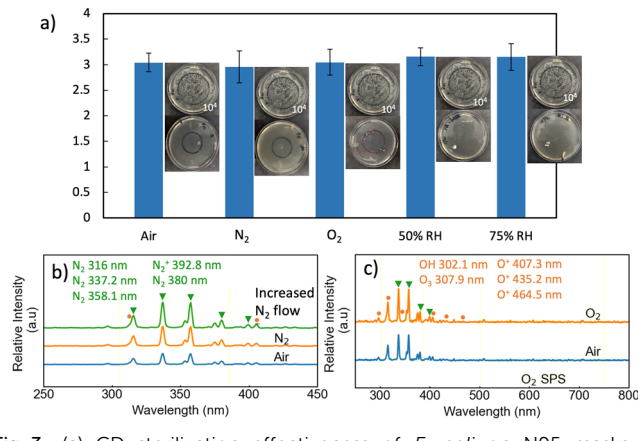 a)
4
3.5
3
2.5
2
1.5
1
0.5
0
10⁴
10⁴
10⁴
10⁴
10⁴
Air
N₂
O₂
50% RH
75% RH
b)
N₂ 316 nm
N₂ 337.2 nm
N₂ 358.1 nm
N₂⁺ 392.8 nm
N₂ 380 nm
Increased
N₂ flow
N₂
Air
Relative Intensity
(a.u)
250
300
350
400
450
Wavelength (nm)
c)
OH 302.1 nm
O₃ 307.9 nm
O⁺ 407.3 nm
O⁺ 435.2 nm
O⁺ 464.5 nm
O₂
Air
O₂ SPS
Relative Intensity
(a.u)
300
400
500
600
700
800
Wavelength (nm)